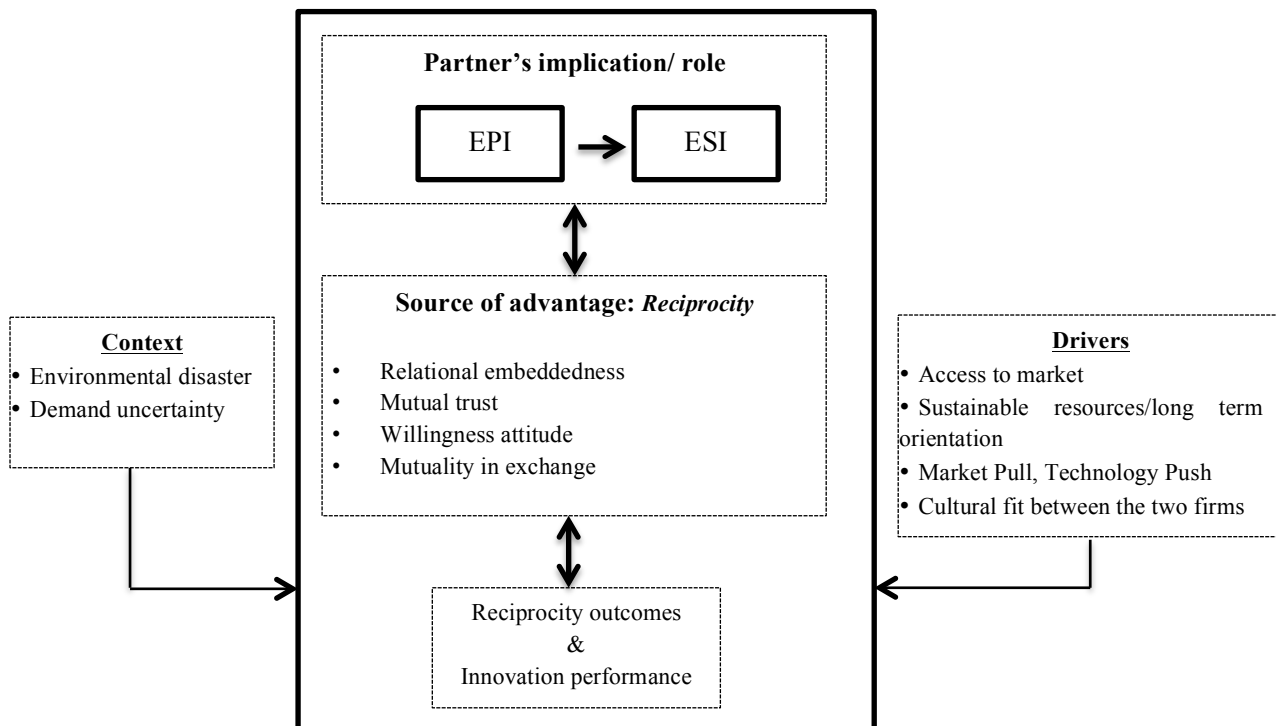 Partner’s implication/ role
EPI
ESI
Source of advantage: Reciprocity
• Relational embeddedness
• Mutual trust
• Willingness attitude
• Mutuality in exchange
Reciprocity outcomes
&
Innovation performance
Context
• Environmental disaster
• Demand uncertainty
Drivers
• Access to market
• Sustainable resources/long term
orientation
• Market Pull, Technology Push
• Cultural fit between the two firms